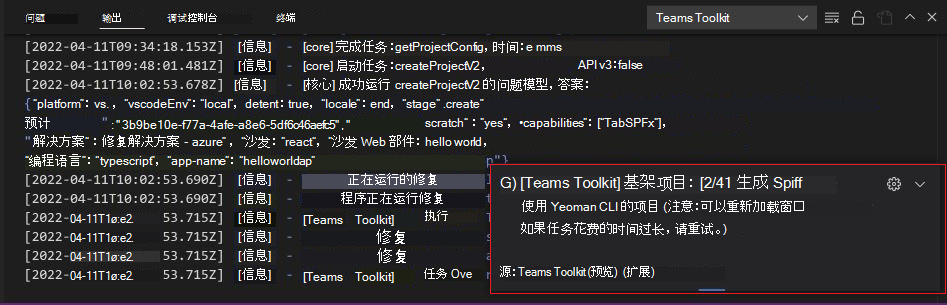 问题 输出 调试控制台 终端 Teams Toolkit
[2022-04-11T09:34:18.153Z] [信息] - [core] 完成任务:getProjectConfig，时间:e mms
[2022-04-11T09:48:01.481Z] [信息] - [core] 启动任务:createProjectV2， API v3:false
[2022-04-11T10:02:53.678Z] [信息] - [核心] 成功运行 createProjectV2 的问题模型，答案:
{ "platform": vs. , "vscodeEnv": "local", detent: true, "locale": end, "stage" .create"
预计 " : "3b9be10e-f77a-4afe-a8e6-5df6c46aefc5", " scratch": "yes", •capabilities": ["TabSPFx"],
"解决方案": 修复解决方案 - azure", "沙发: "react", "沙发 Web 部件: hello world,
"编程语言": "typescript", "app-name": "helloworldap p"}
[2022-04-11T10:02:53.690Z] [信息] - 正在运行的修复
[2022-04-11T10:02:53.690Z] [信息] - 程序正在运行修复
[2022-04-11T1ø:e2. 53.715Z] [信息] - [Teams Toolkit] 执行
[2022-04-11T1ø:e2. 53.715Z] [信息] - 修复
[2022-04-11T1ø:e2. 53.715Z] [信息] - 修复
[2022-04-11T1ø:e2. 53.715Z] [信息] - [Teams Toolkit] 任务 Ove
G) [Teams Toolkit] 基架项目: [2/41 生成 Spiff
使用 Yeoman CLI 的项目 (注意:可以重新加载窗口
如果任务花费的时间过长，请重试。)
源: Teams Toolkit (预览) (扩展)